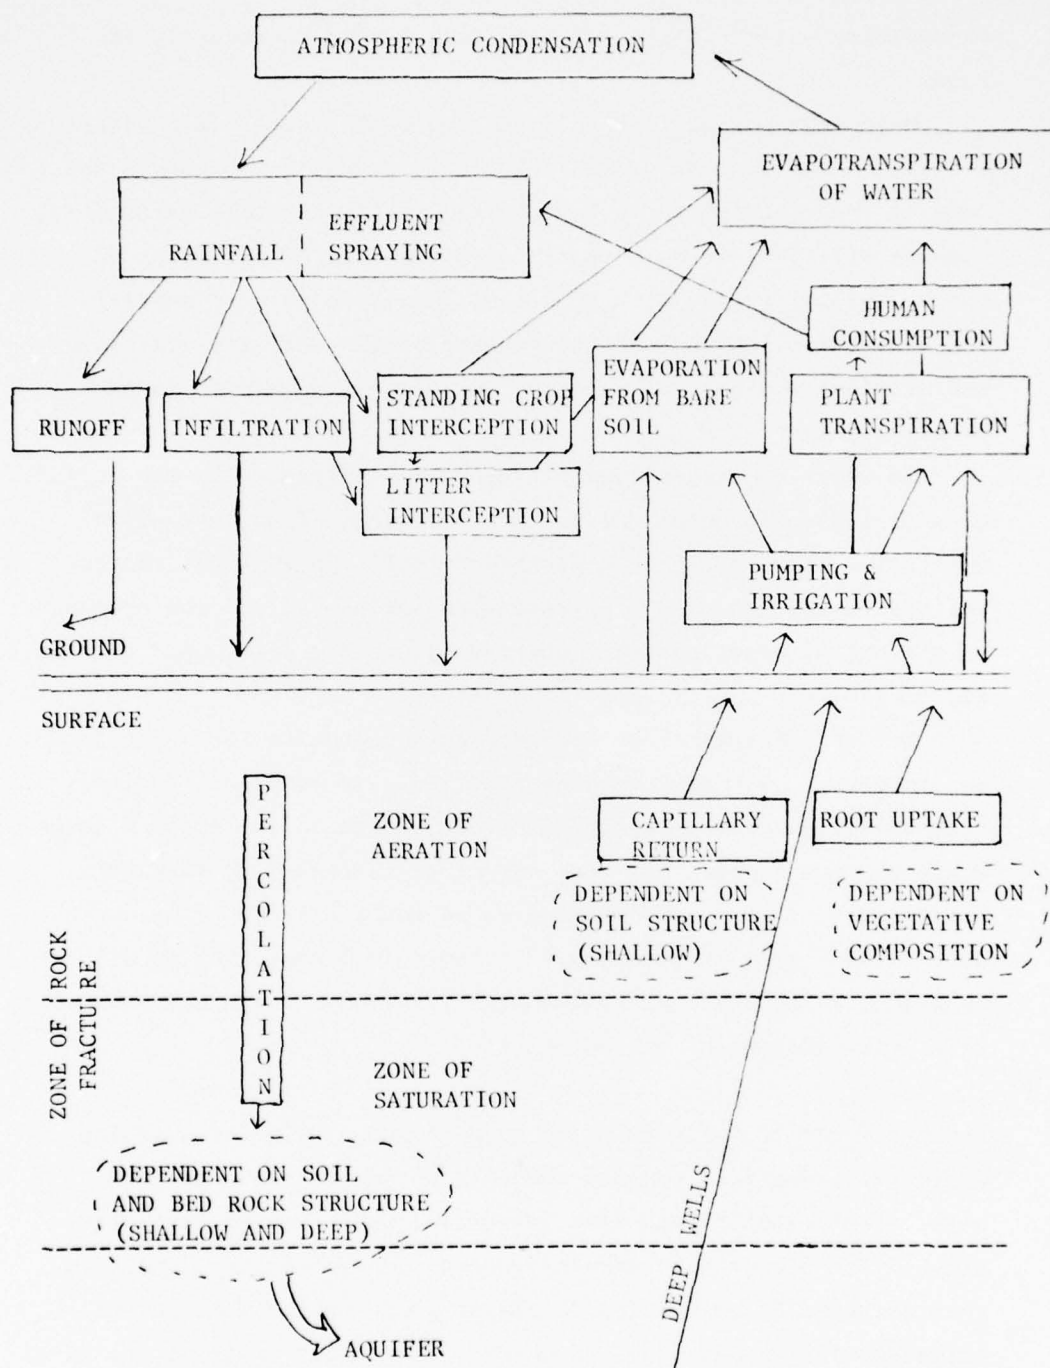 ATMOSPHERIC CONDENSATION
EVAPOTRANSPIRATION
OF WATER
RAINFALL
EFFLUENT
SPRAYING
HUMAN
CONSUMPTION
RUNOFF
INFILTRATION
STANDING CROP
INTERCEPTION
EVAPORATION
FROM BARE
SOIL
PLANT
TRANSPIRATION
LITTER
INTERCEPTION
PUMPING &
IRRIGATION
GROUND
SURFACE
PERCOLATION
ZONE OF
AERATION
CAPILLARY
RETURN
ROOT UPTAKE
DEPENDENT ON
SOIL STRUCTURE
(SHALLOW)
DEPENDENT ON
VEGETATIVE
COMPOSITION
ZONE OF ROCK
FRACTURE
ZONE OF
SATURATION
DEPENDENT ON SOIL
AND BED ROCK STRUCTURE
(SHALLOW AND DEEP)
DEEP WELLS
AQUIFER